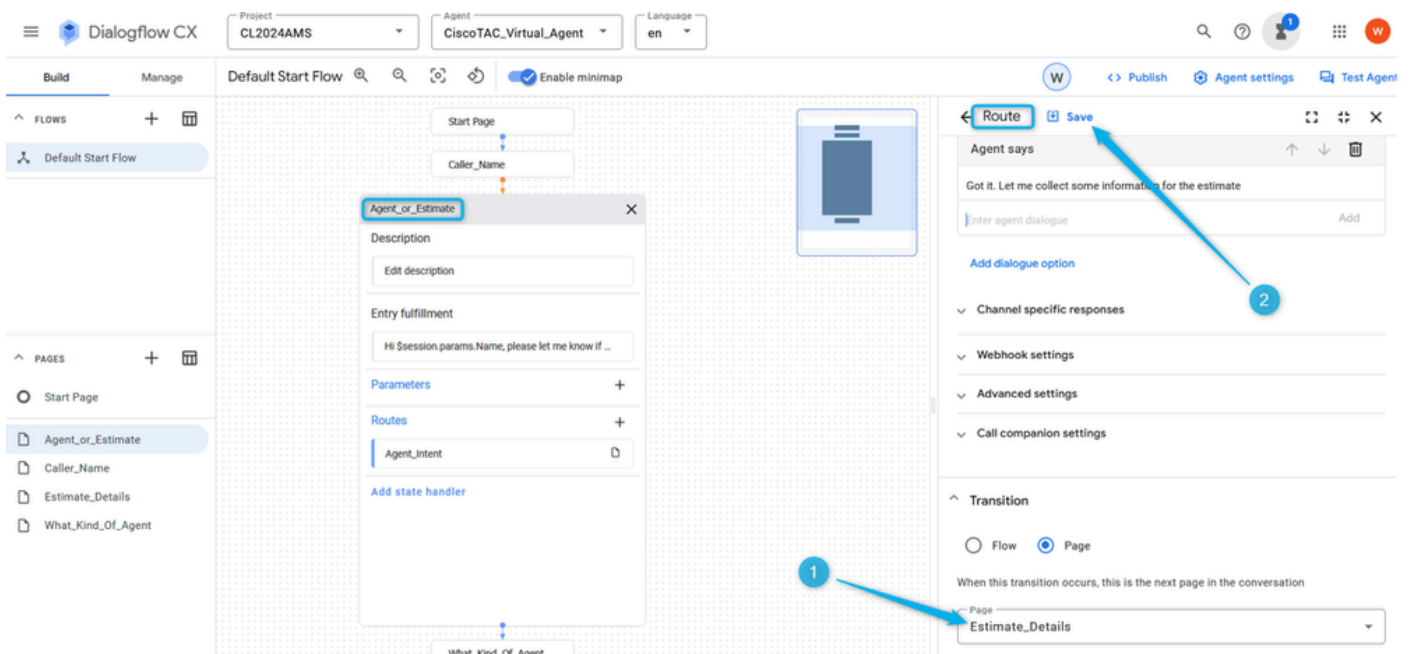 Dialogflow CX
Project
CL2024AMS
Agent
CiscoTAC_Virtual_Agent
Language
en
1
W
Build
Manage
Default Start Flow
Enable minimap
W
Publish
Agent settings
Test Agent
FLOWS
Default Start Flow
PAGES
Start Page
Agent_or_Estimate
Caller_Name
Estimate_Details
What_Kind_Of_Agent
Start Page
Caller_Name
Agent_or_Estimate
Description
Edit description
Entry fulfillment
Hi $session.params.Name, please let me know if ...
Parameters
Routes
Agent_Intent
Add state handler
What_Kind_Of_Agent
Route
Save
Agent says
Got it. Let me collect some information for the estimate
Enter agent dialogue
Add
Add dialogue option
2
Channel specific responses
Webhook settings
Advanced settings
Call companion settings
Transition
Flow
Page
1
When this transition occurs, this is the next page in the conversation
Page
Estimate_Details